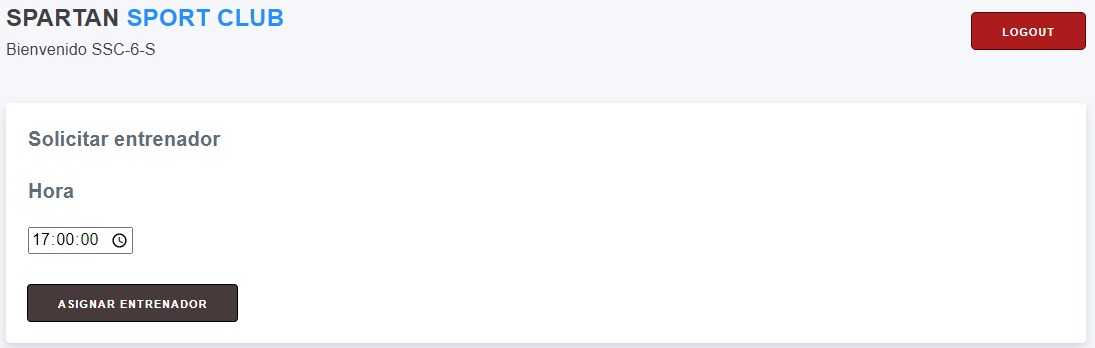 SPARTAN SPORT CLUB
LOGOUT
Bienvenido SSC-6-S
Solicitar entrenador
Hora
17:00:00
ASIGNAR ENTRENADOR